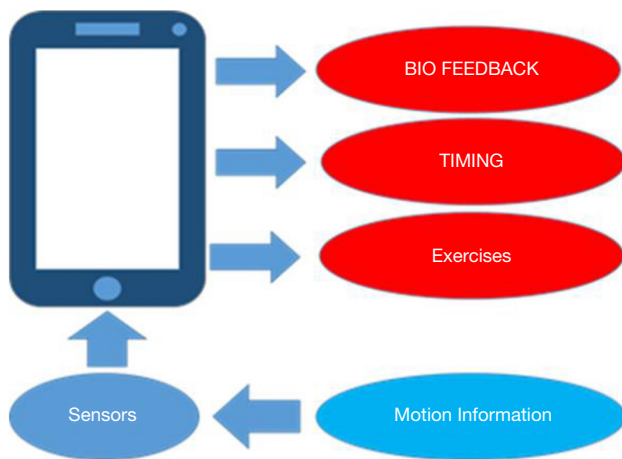 BIO FEEDBACK
TIMING
Exercises
Sensors
Motion Information